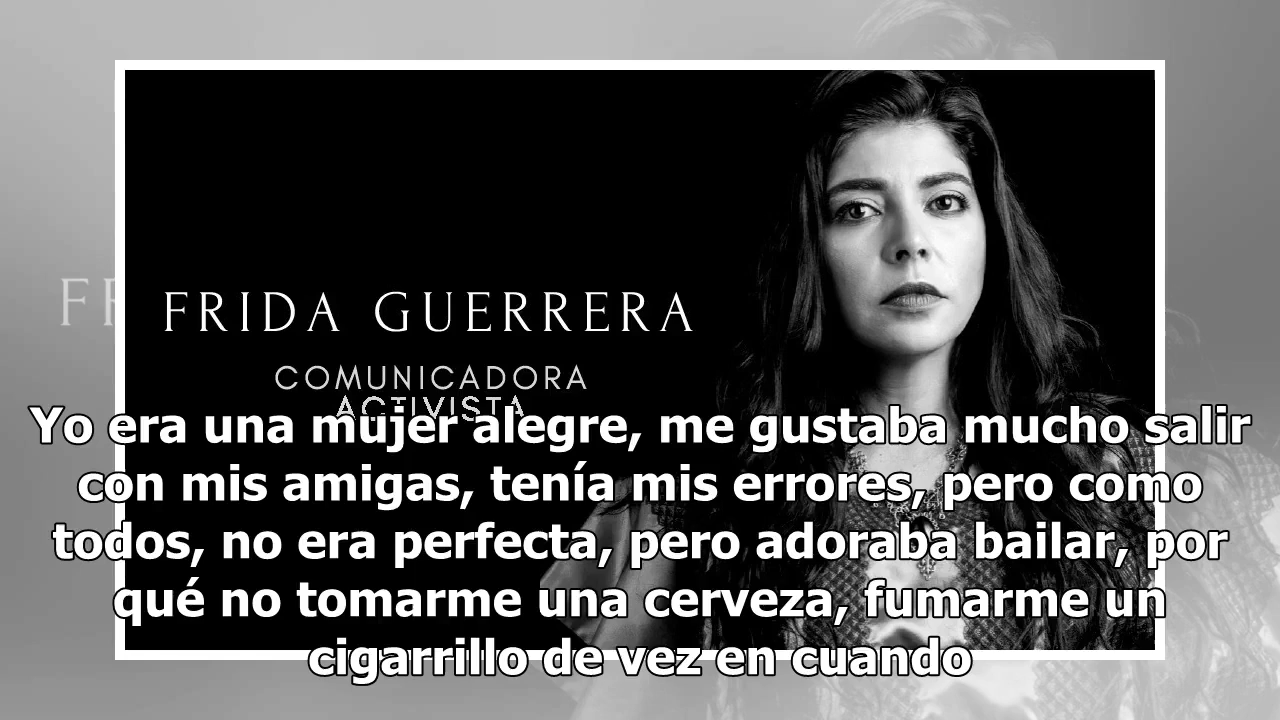 FRIDA GUERRERA
COMUNICADORA
ACTIVISTA
Yo era una mujer alegre, me gustaba mucho salir
con mis amigas, tenía mis errores, pero como
todos, no era perfecta, pero adoraba bailar, por
qué no tomarme una cerveza, fumarme un
cigarrillo de vez en cuando
FR